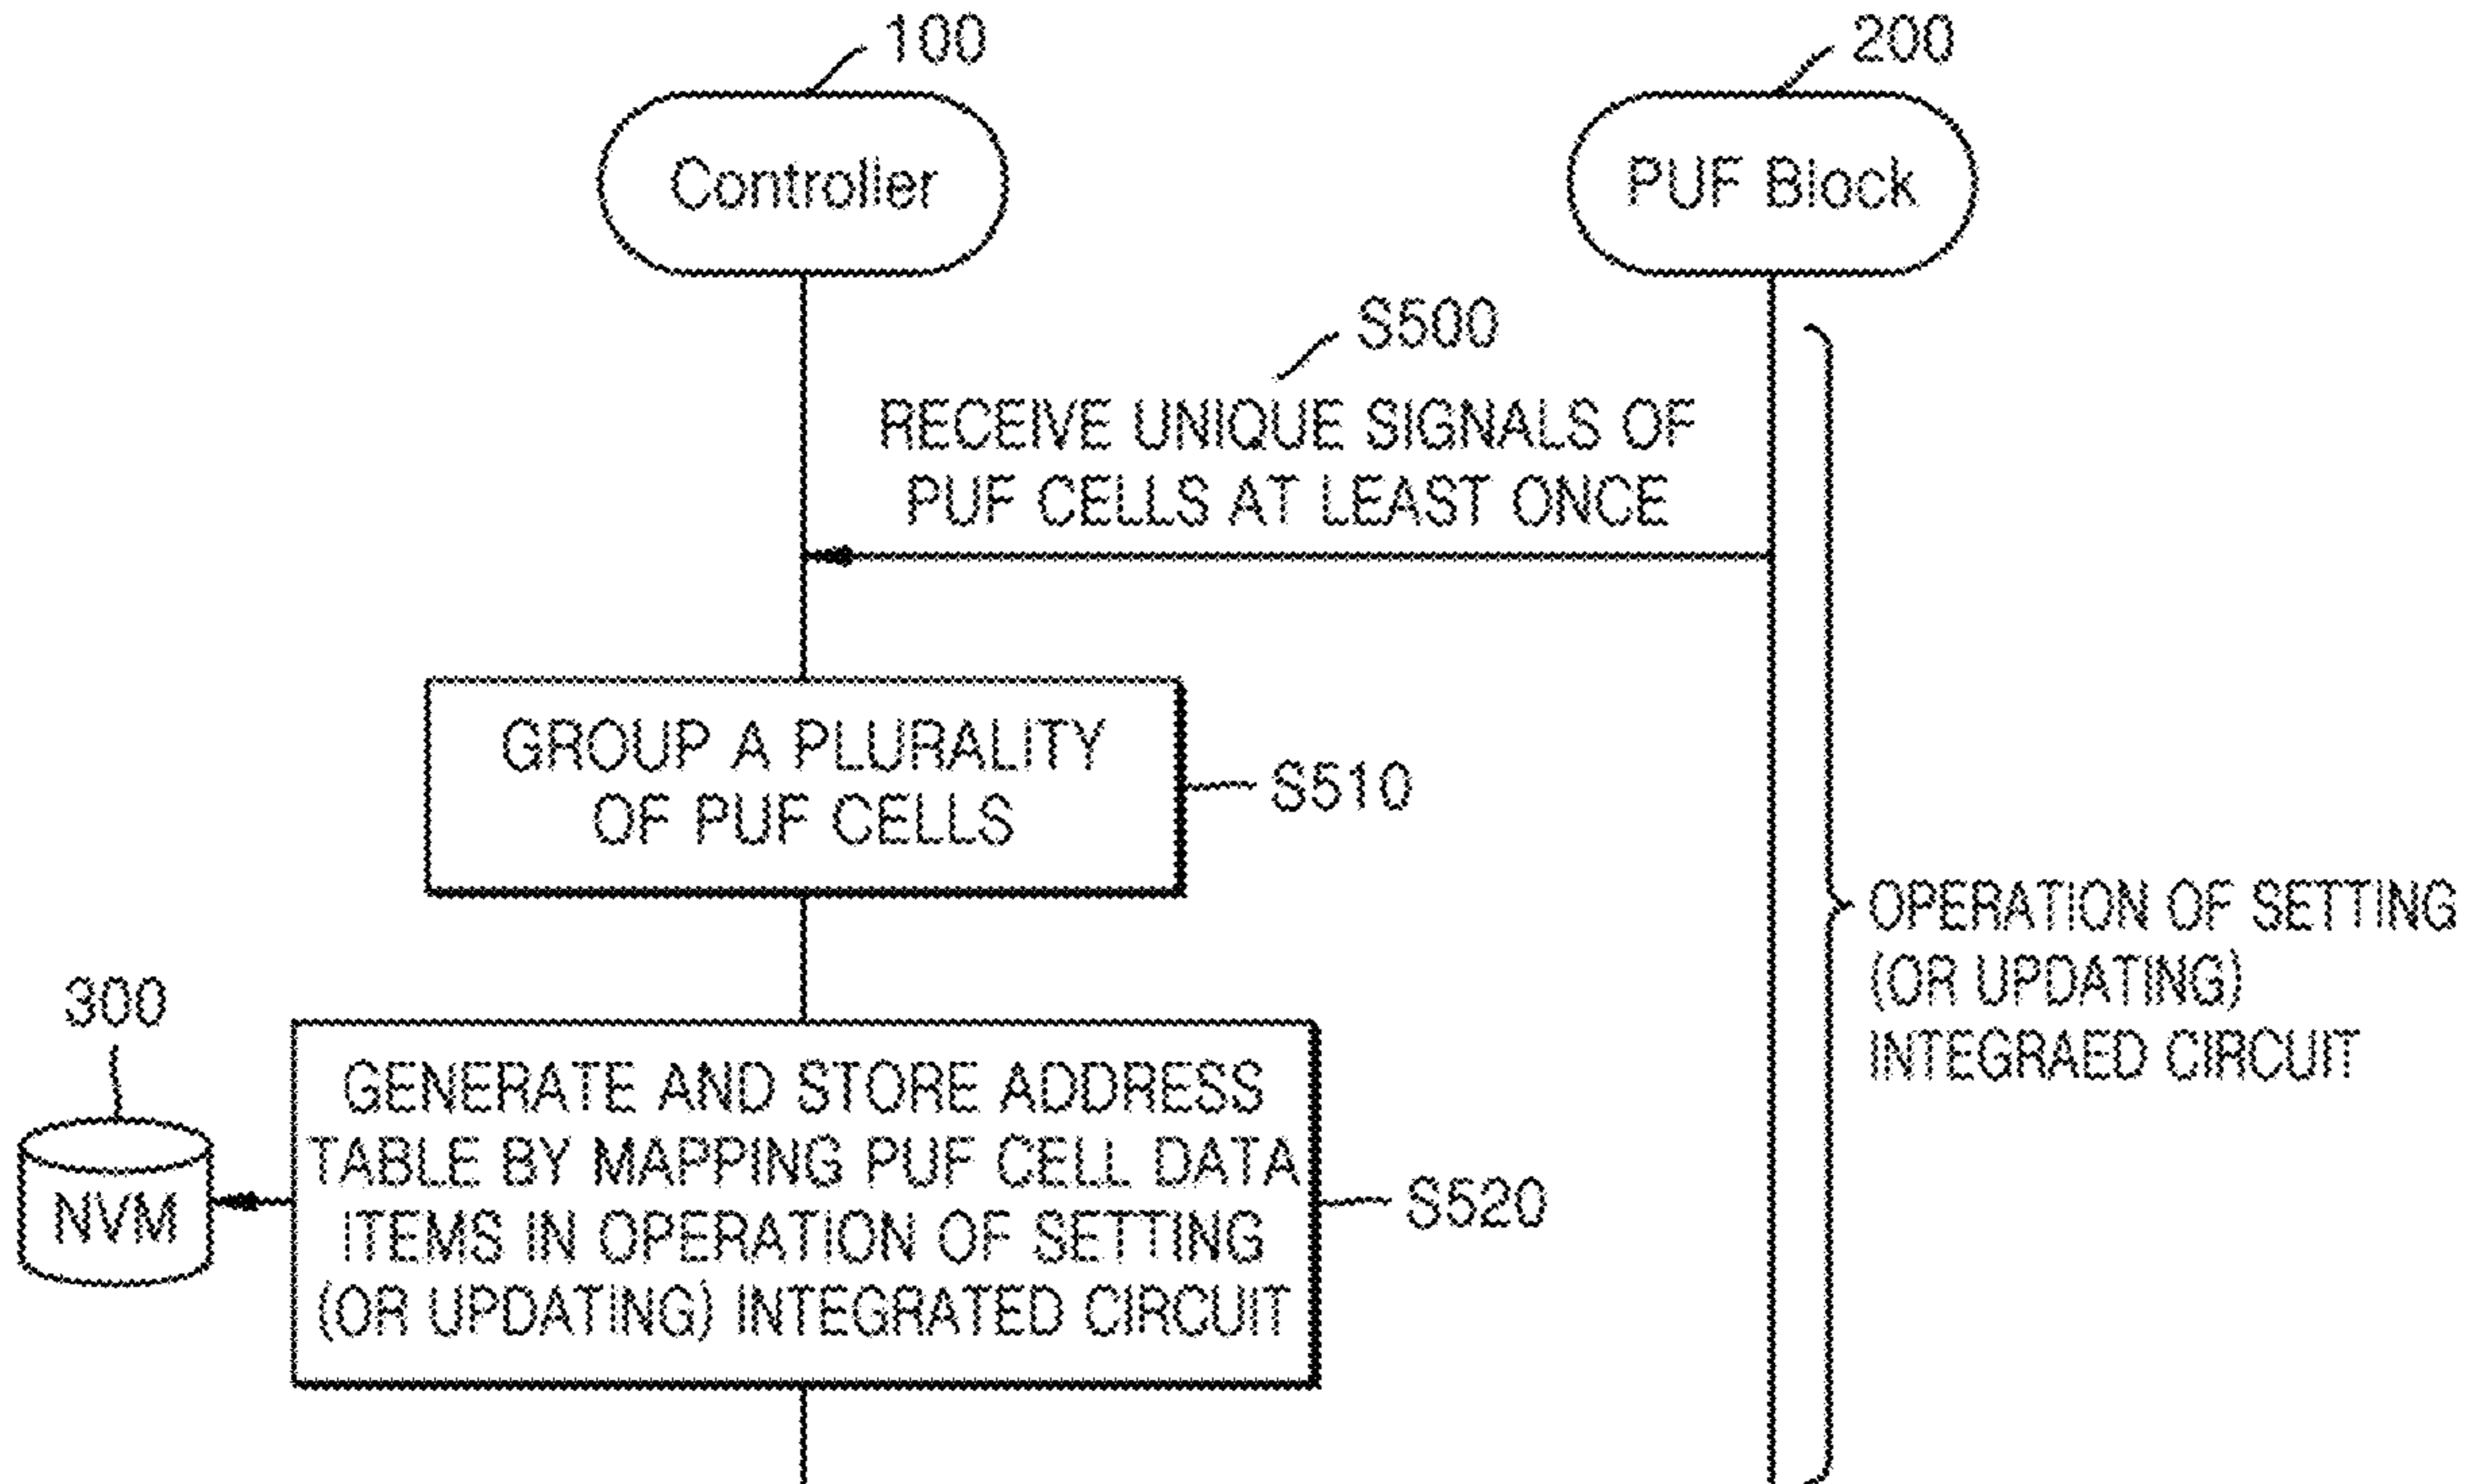 100
200
Controller
PUF Block
S500
RECEIVE UNIQUE SIGNALS OF
PUF CELLS AT LEAST ONCE
GROUP A PLURALITY
OF PUF CELLS
S510
OPERATION OF SETTING
(OR UPDATING)
INTEGRAED CIRCUIT
300
NVM
GENERATE AND STORE ADDRESS
TABLE BY MAPPING PUF CELL DATA
ITEMS IN OPERATION OF SETTING
(OR UPDATING) INTEGRATED CIRCUIT
S520